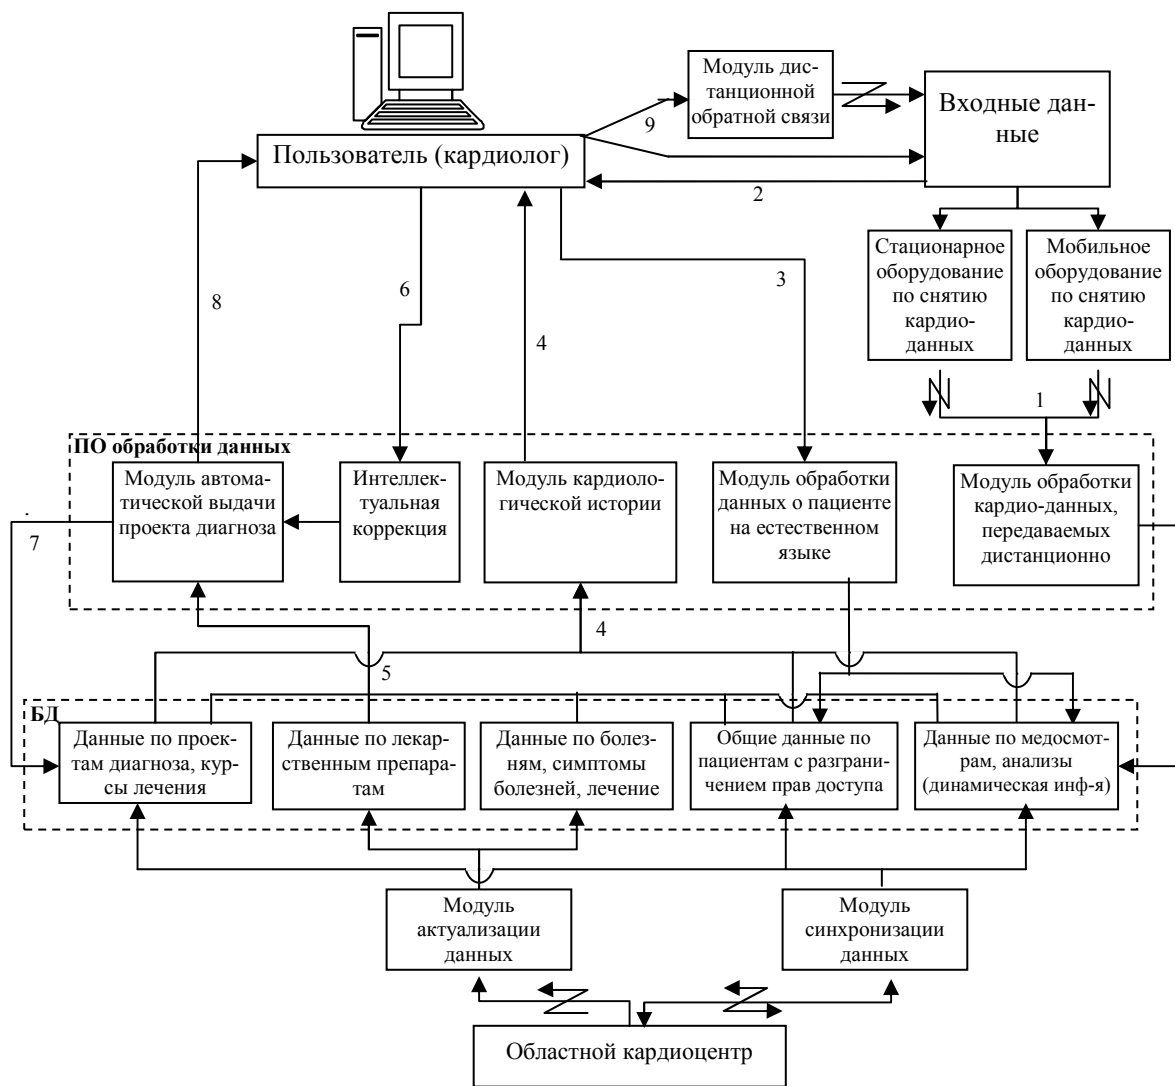 Модуль дис-
танционной
обратной связи
Входные дан-
ные
9
Пользователь (кардиолог)
2
Стационарное
оборудование
по снятию
кардио-
данных
Мобильное
оборудование
по снятию
кардио-
данных
3
6
8
4
1
ПО обработки данных
Модуль автома-
тической выдачи
проекта диагноза
Интеллек-
туальная
коррекция
Модуль кардиоло-
гической истории
Модуль обработки
данных о пациенте
на естественном
языке
Модуль обработки
кардио-данных,
передаваемых
дистанционно
7
4
5
БД
Данные по проек-
там диагноза, кур-
сы лечения
Данные по лекар-
ственным препара-
там
Данные по болез-
ням, симптомы
болезней, лечение
Общие данные по
пациентам с разграни-
чением прав доступа
Данные по медосмот-
рам, анализы
(динамическая инф-я)
Модуль
актуализации
данных
Модуль
синхронизации
данных
Областной кардиоцентр